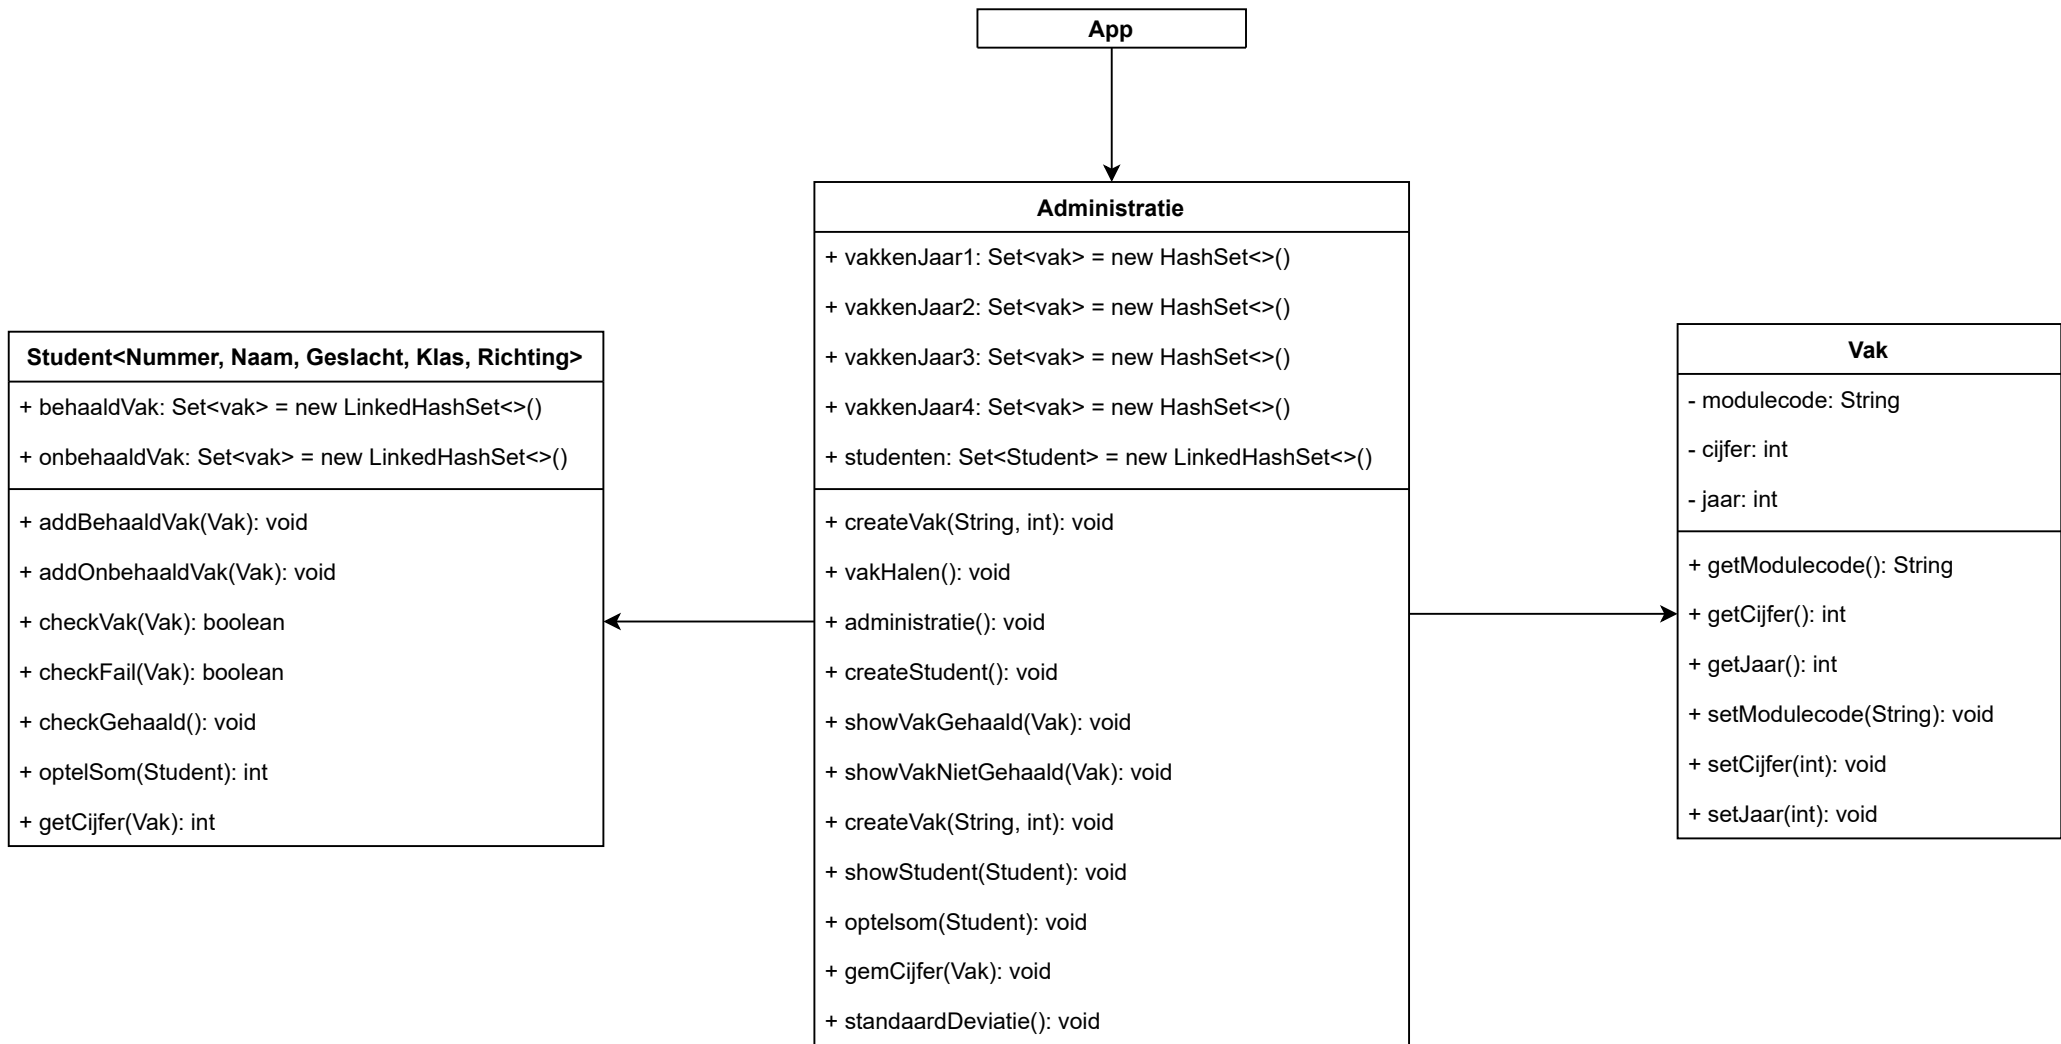 App
Administratie
+ vakkenJaar1: Set<vak> = new HashSet<>()
+ vakkenJaar2: Set<vak> = new HashSet<>()
+ vakkenJaar3: Set<vak> = new HashSet<>()
+ vakkenJaar4: Set<vak> = new HashSet<>()
+ studenten: Set<Student> = new LinkedHashSet<>()
+ createVak(String, int): void
+ vakHalen(): void
+ administratie(): void
+ createStudent(): void
+ showVakGehaald(Vak): void
+ showVakNietGehaald(Vak): void
+ createVak(String, int): void
+ showStudent(Student): void
+ optelsom(Student): void
+ gemCijfer(Vak): void
+ standaardDeviatie(): void
Student<Nummer, Naam, Geslacht, Klas, Richting>
+ behaaldVak: Set<vak> = new LinkedHashSet<>()
+ onbehaaldVak: Set<vak> = new LinkedHashSet<>()
+ addBehaaldVak(Vak): void
+ addOnbehaaldVak(Vak): void
+ checkVak(Vak): boolean
+ checkFail(Vak): boolean
+ checkGehaald(): void
+ optelSom(Student): int
+ getCijfer(Vak): int
Vak
- modulecode: String
- cijfer: int
- jaar: int
+ getModulecode(): String
+ getCijfer(): int
+ getJaar(): int
+ setModulecode(String): void
+ setCijfer(int): void
+ setJaar(int): void